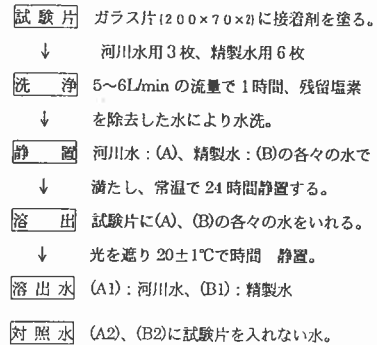 試験片 ガラス片(200×70×2)に接着剤を塗る。
↓ 河川水用3枚、精製水用6枚
洗浄 5~6L/minの流量で1時間、残留塩素
↓ を除去した水により水洗。
静置 河川水:(A)、精製水:(B)の各々の水で
↓ 満たし、常温で24時間静置する。
溶出 試験片に(A)、(B)の各々の水をいれる。
↓ 光を遮り20±1℃で時間 静置。
溶出水 (A1):河川水、(B1):精製水
対照水 (A2)、(B2)に試験片を入れない水。